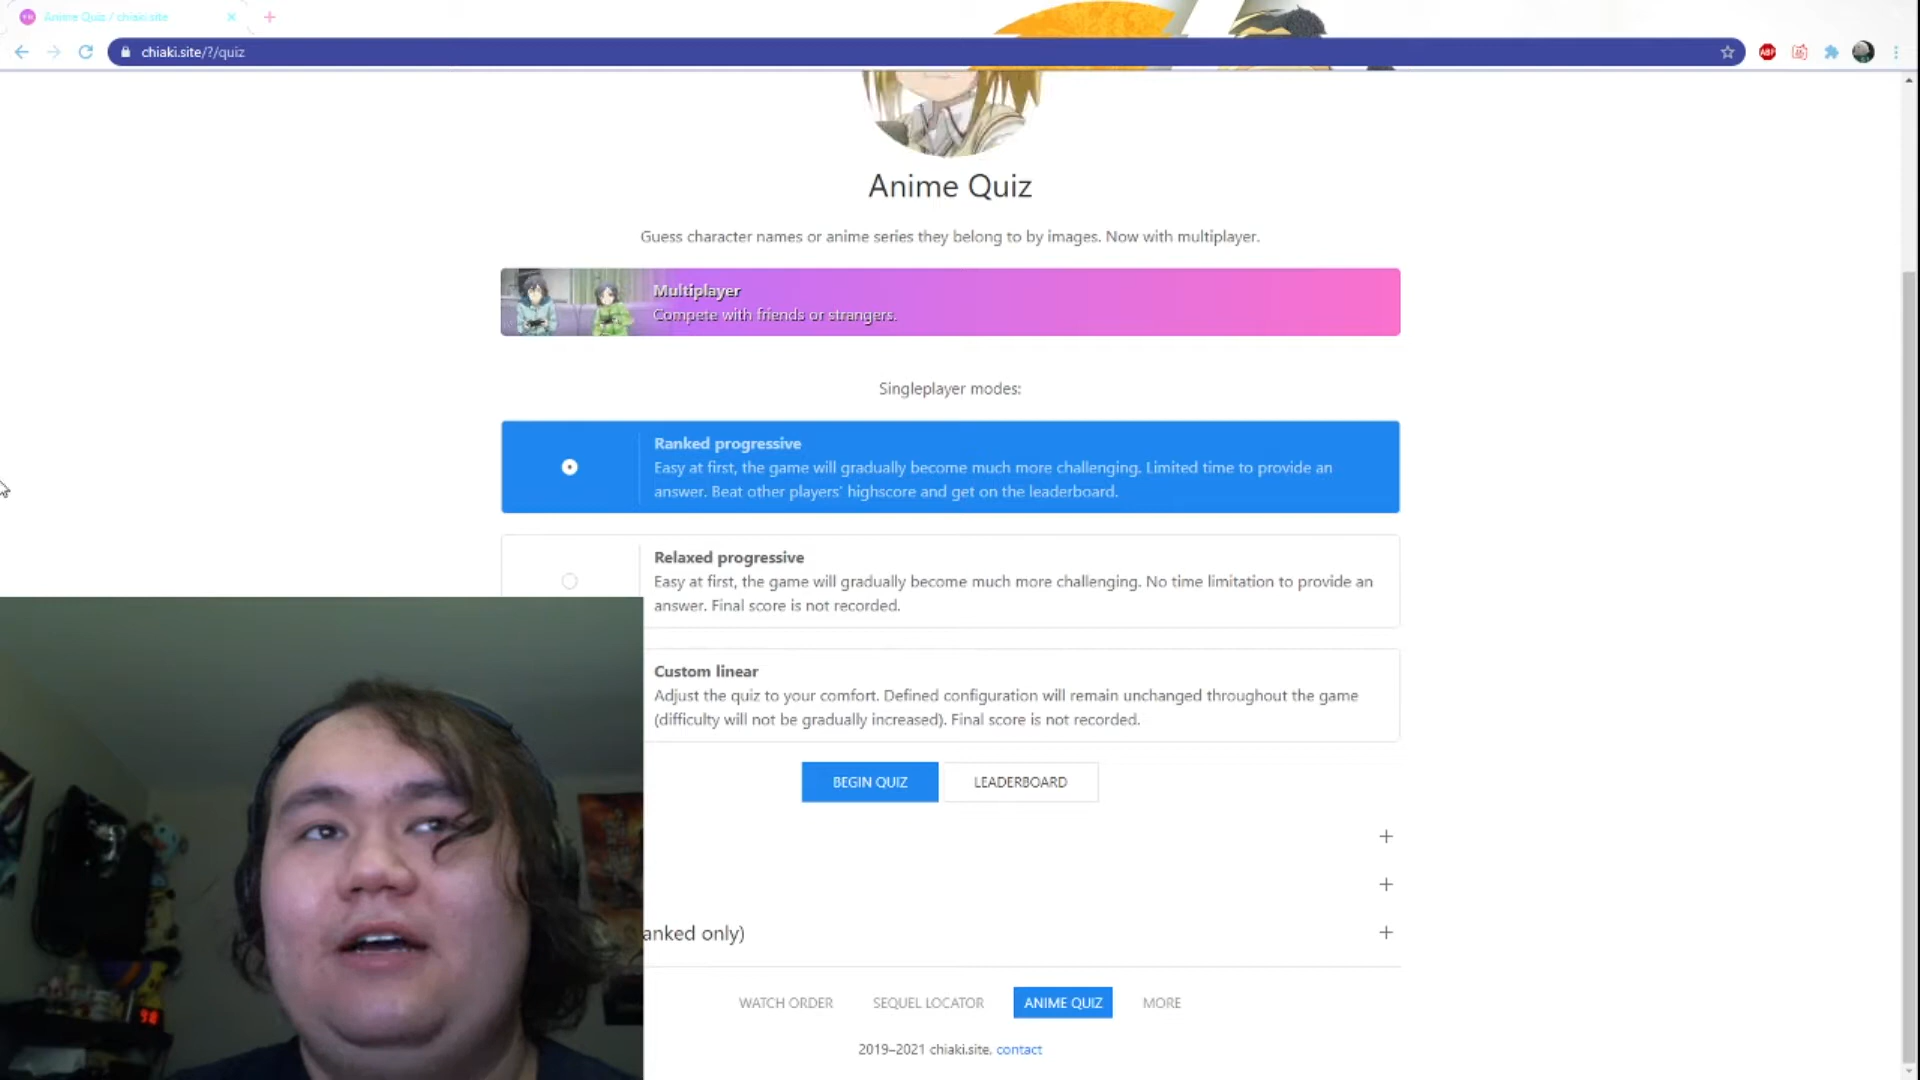 Anime Quiz / chiaki.site
chiaki.site/?/quiz
ABP
Anime Quiz
Guess character names or anime series they belong to by images. Now with multiplayer.
Multiplayer
Compete with friends or strangers.
Singleplayer modes:
Ranked progressive
Easy at first, the game will gradually become much more challenging. Limited time to provide an
answer. Beat other players' highscore and get on the leaderboard.
Relaxed progressive
Easy at first, the game will gradually become much more challenging. No time limitation to provide an
answer. Final score is not recorded.
Custom linear
Adjust the quiz to your comfort. Defined configuration will remain unchanged throughout the game
(difficulty will not be gradually increased). Final score is not recorded.
BEGIN QUIZ
LEADERBOARD
anked only)
WATCH ORDER
SEQUEL LOCATOR
ANIME QUIZ
MORE
2019–2021 chiaki.site, contact